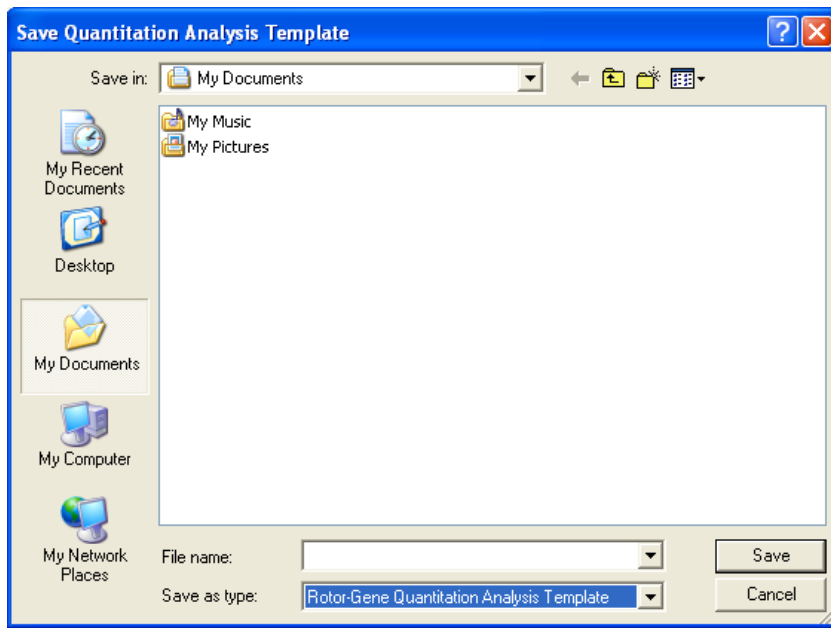 Save Quantitation Analysis Template
Save in:
My Documents
My Recent
Documents
Desktop
My Documents
My Computer
My Network
Places
My Music
My Pictures
File name:
Save
Save as type:
Rotor-Gene Quantitation Analysis Template
Cancel